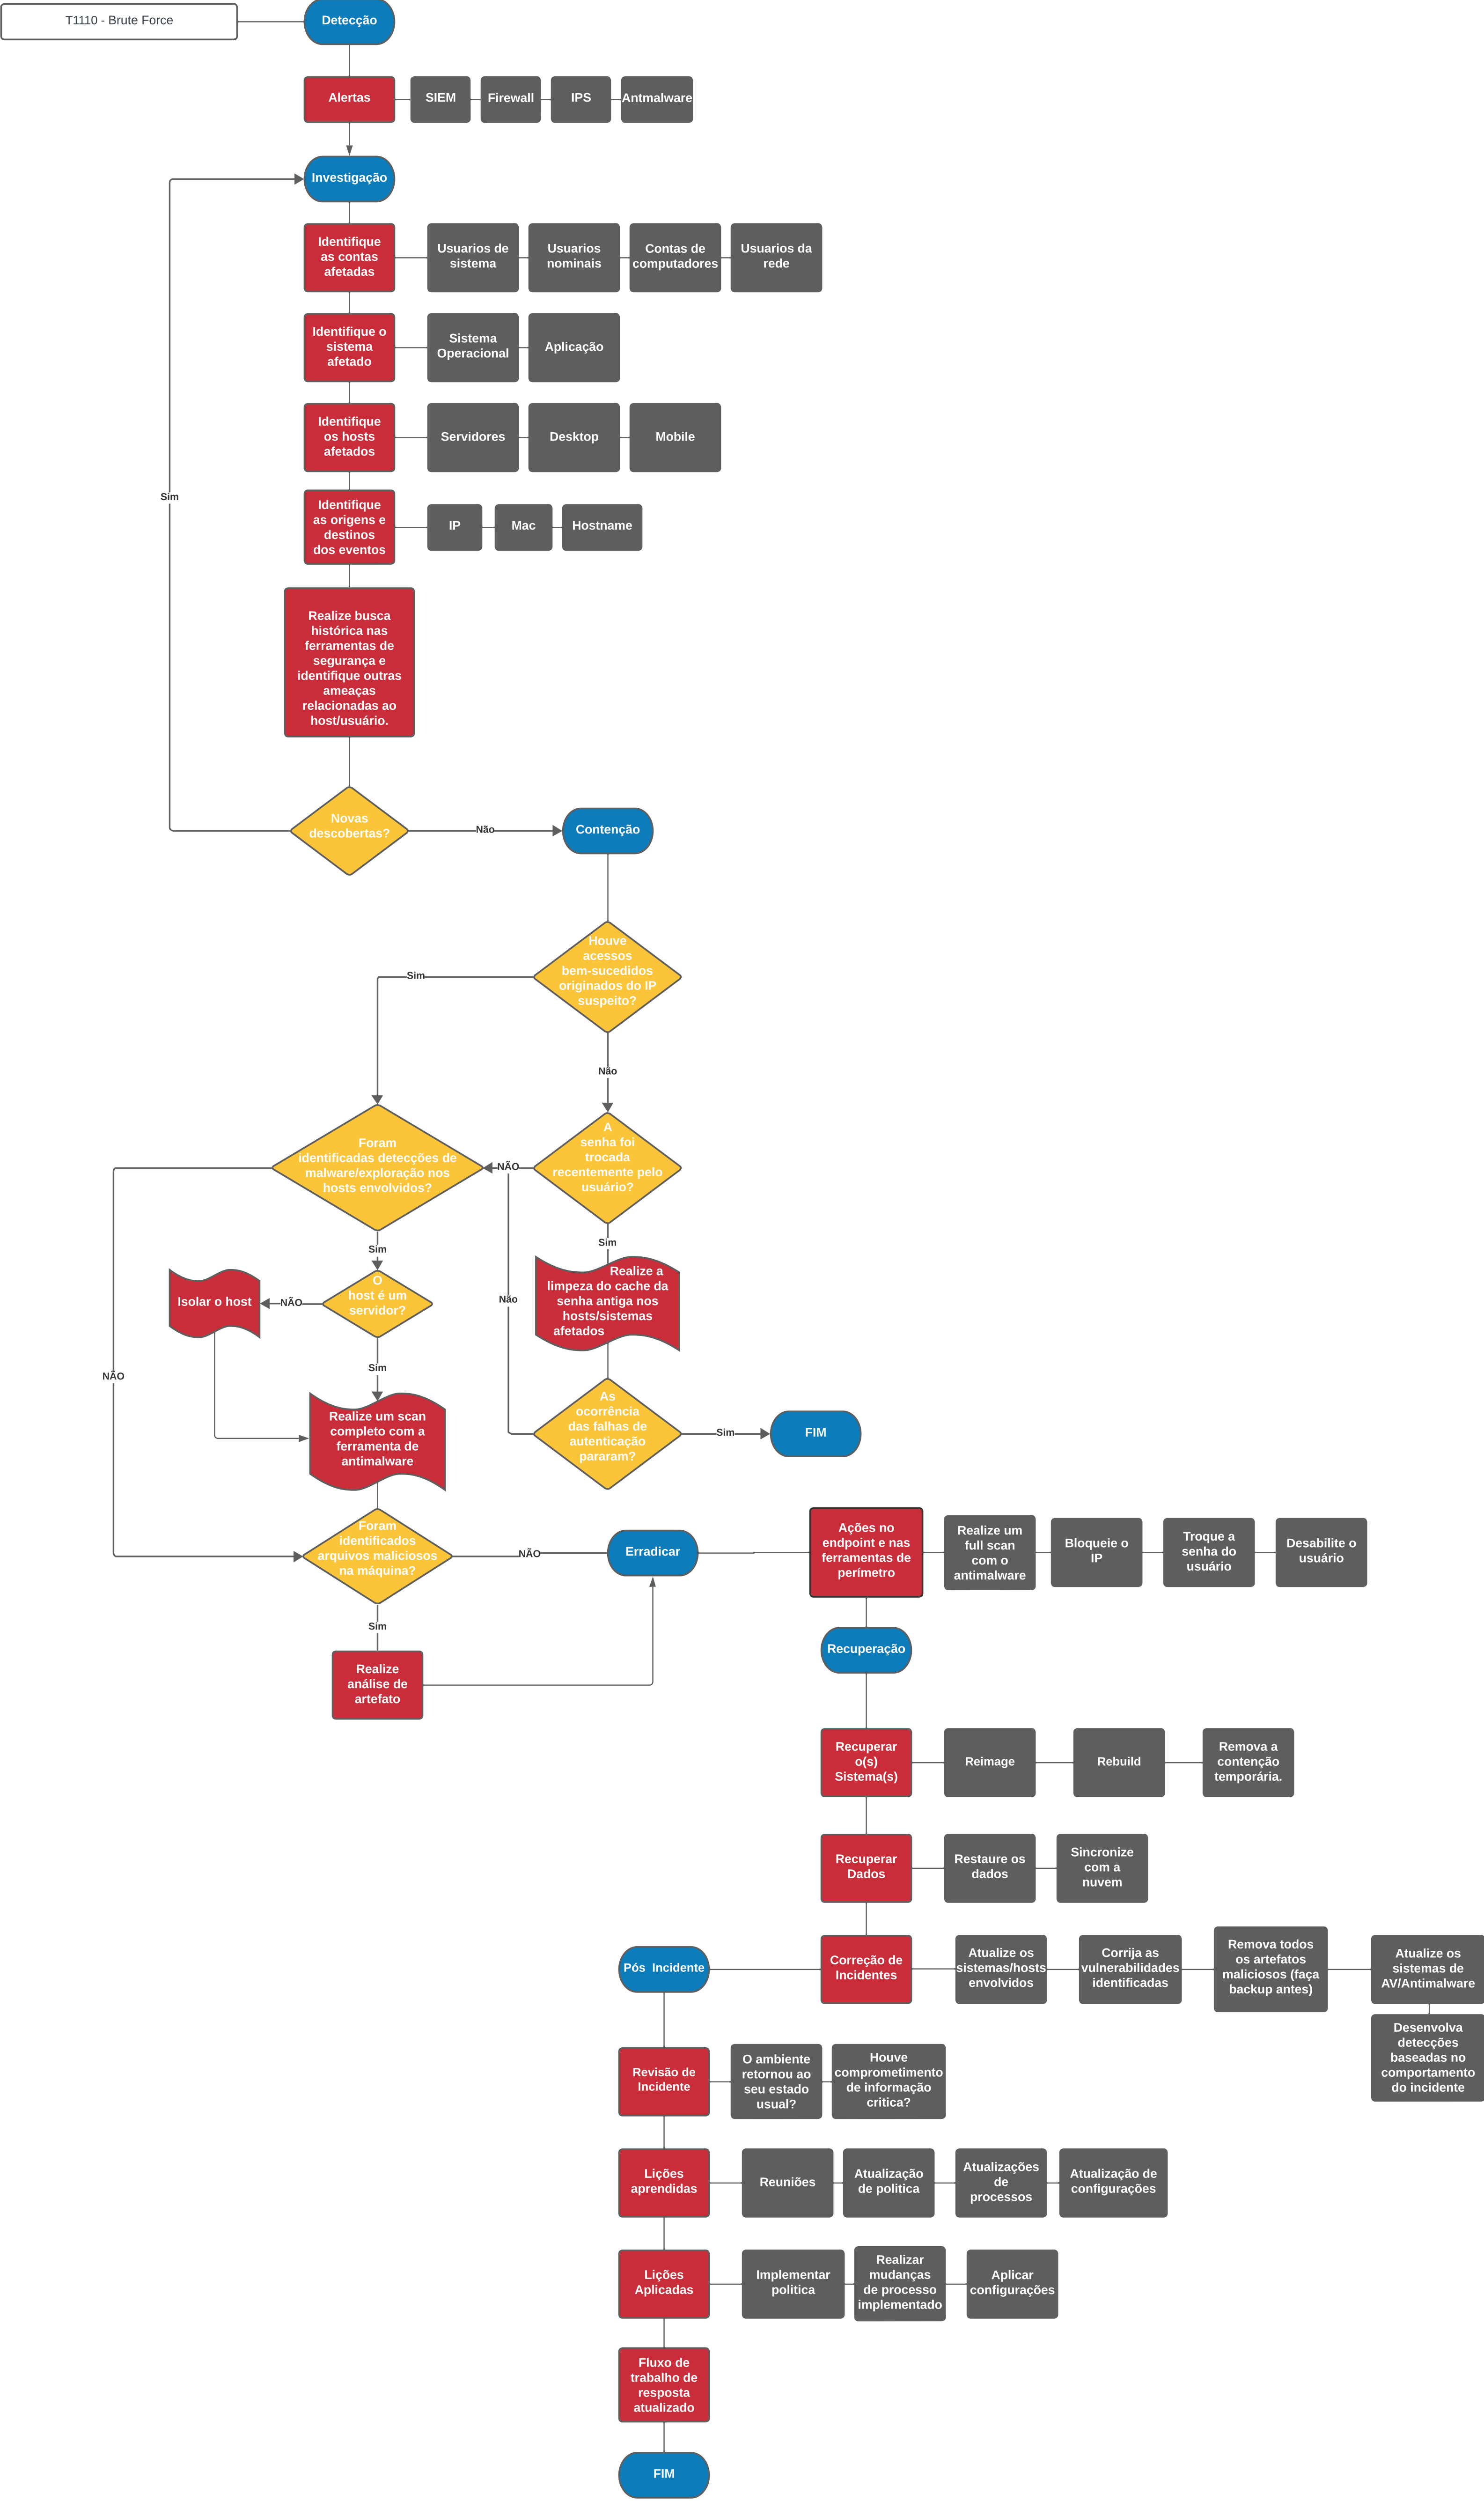 T1110 - Brute Force
Detecção
Alertas
SIEM
Firewall
IPS
Antmalware
Investigação
Identifique
as contas
afetadas
Usuarios de
sistema
Usuarios
nominais
Contas de
computadores
Usuarios da
rede
Identifique o
sistema
afetado
Sistema
Operacional
Aplicação
Identifique
os hosts
afetados
Servidores
Desktop
Mobile
Sim
Identifique
as origens e
destinos
dos eventos
IP
Mac
Hostname
Realize busca
histórica nas
ferramentas de
segurança e
identifique outras
ameaças
relacionadas ao
host/usuário.
Novas
descobertas?
Não
Contenção
Houve
acessos
bem-sucedidos
originados do IP
suspeito?
Sim
Não
Foram
identificadas detecções de
malware/exploração nos
hosts envolvidos?
NÃO
A
senha foi
trocada
recentemente pelo
usuário?
Sim
Sim
Realize a
limpeza do cache da
senha antiga nos
hosts/sistemas
afetados
O
host é um
servidor?
NÃO
Isolar o host
Não
Sim
NÃO
Realize um scan
completo com a
ferramenta de
antimalware
As
ocorrência
das falhas de
autenticação
pararam?
Sim
FIM
Foram
identificados
arquivos maliciosos
na máquina?
NÃO
Erradicar
Ações no
endpoint e nas
ferramentas de
perímetro
Realize um
full scan
com o
antimalware
Bloqueie o
IP
Troque a
senha do
usuário
Desabilite o
usuário
Sim
Realize
análise de
artefato
Recuperação
Recuperar
o(s)
Sistema(s)
Reimage
Rebuild
Remova a
contenção
temporária.
Recuperar
Dados
Restaure os
dados
Sincronize
com a
nuvem
Pós  Incidente
Correção de
Incidentes
Atualize os
sistemas/hosts
envolvidos
Corrija as
vulnerabilidades
identificadas
Remova todos
os artefatos
maliciosos (faça
backup antes)
Atualize os
sistemas de
AV/Antimalware
Desenvolva
detecções
baseadas no
comportamento
do incidente
Revisão de
Incidente
O ambiente
retornou ao
seu estado
usual?
Houve
comprometimento
de informação
critica?
Lições
aprendidas
Reuniões
Atualização
de politica
Atualizações
de
processos
Atualização de
configurações
Lições
Aplicadas
Implementar
politica
Realizar
mudanças
de processo
implementado
Aplicar
configurações
Fluxo de
trabalho de
resposta
atualizado
FIM